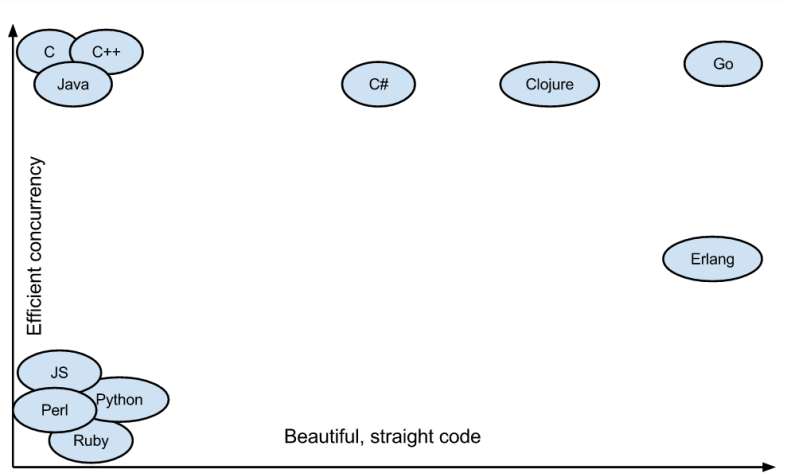 C
C++
Java
C#
Clojure
Go
Efficient concurrency
Erlang
JS
Python
Perl
Ruby
Beautiful, straight code